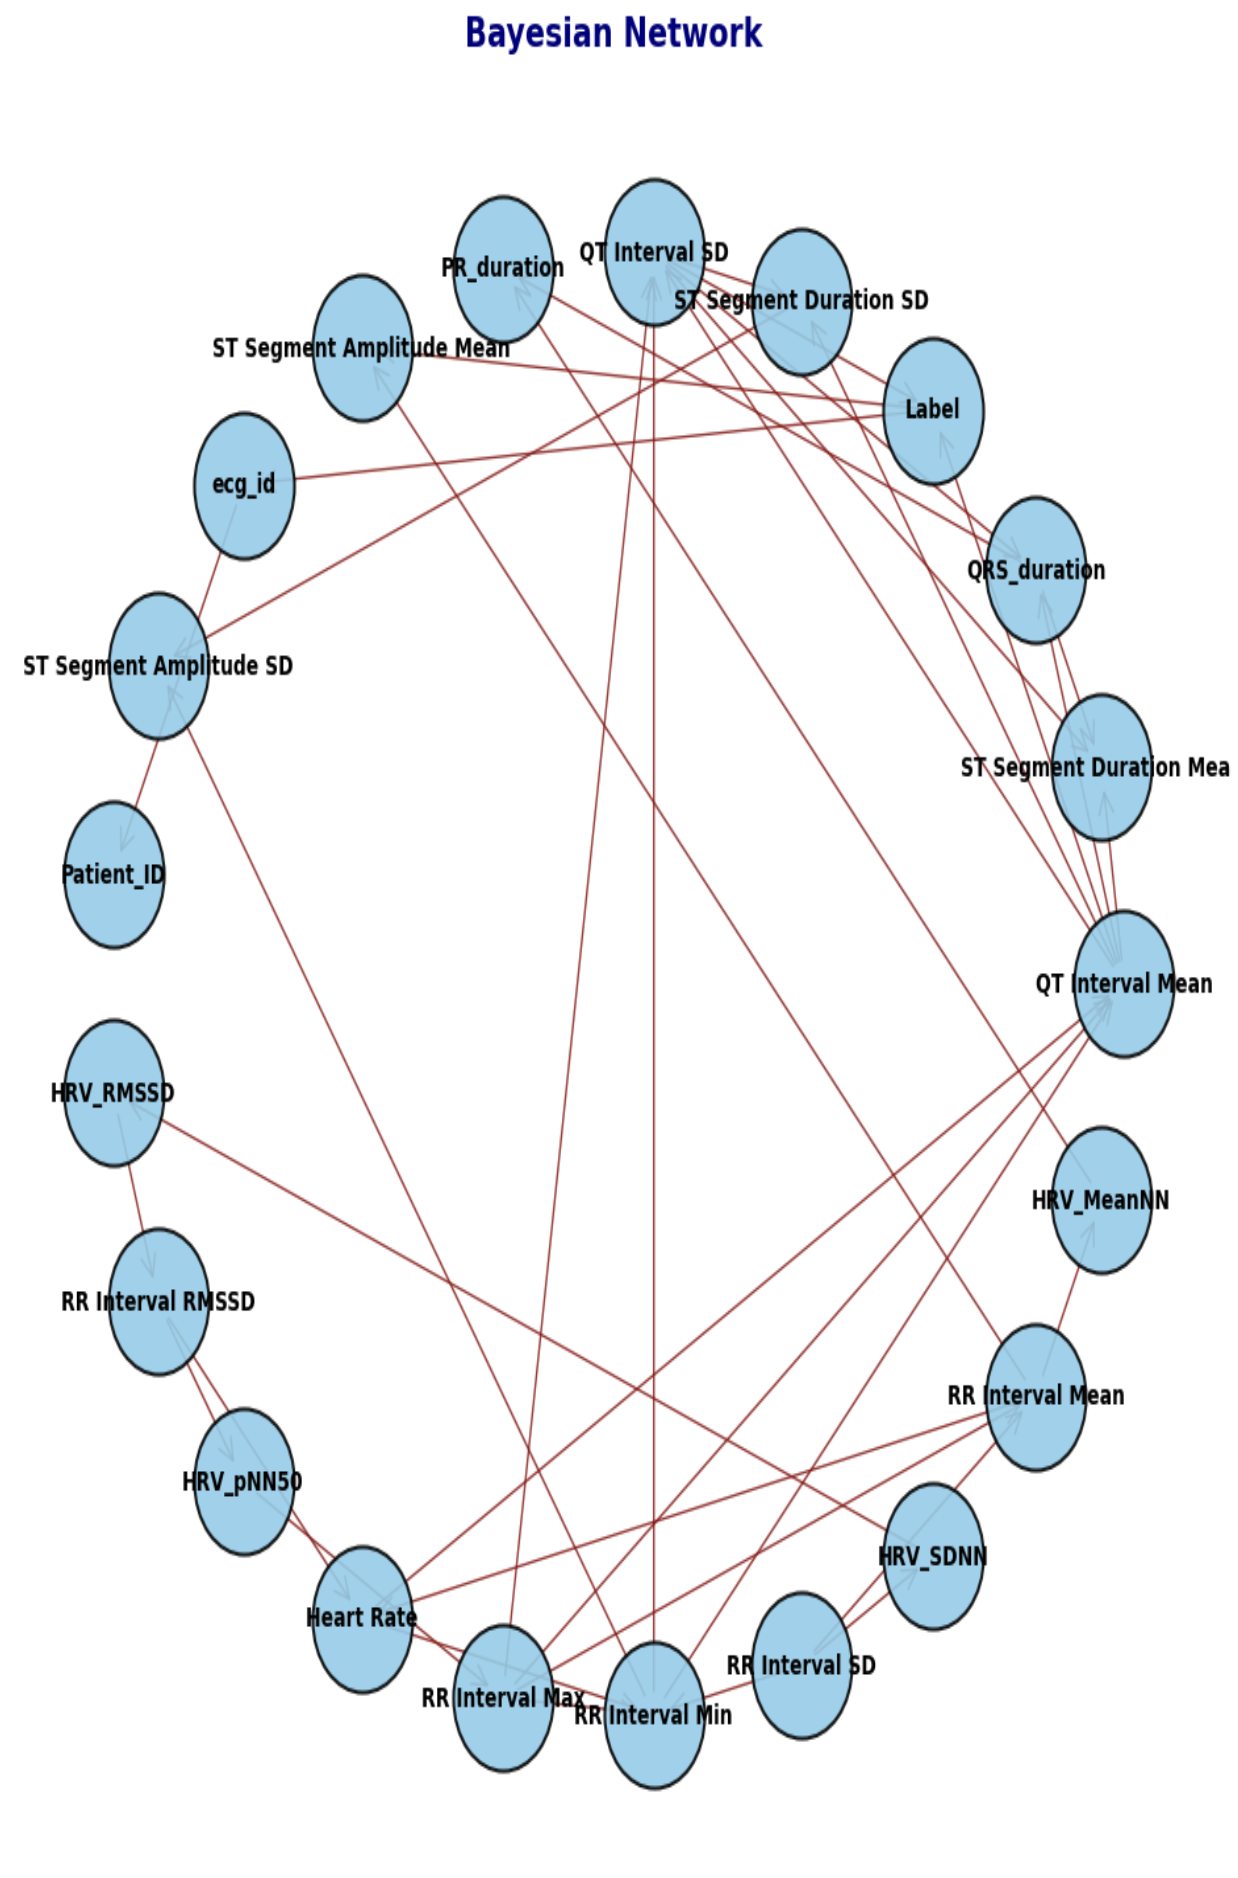 Bayesian Network
QT Interval SD
PR_duration
ST Segment Duration SD
ST Segment Amplitude Mean
Label
ecg_id
QRS_duration
ST Segment Amplitude SD
ST Segment Duration Mea
Patient_ID
QT Interval Mean
HRV_RMSSD
HRV_MeanNN
RR Interval RMSSD
RR Interval Mean
HRV_pNN50
HRV_SDNN
Heart Rate
RR Interval SD
RR Interval Max
RR Interval Min